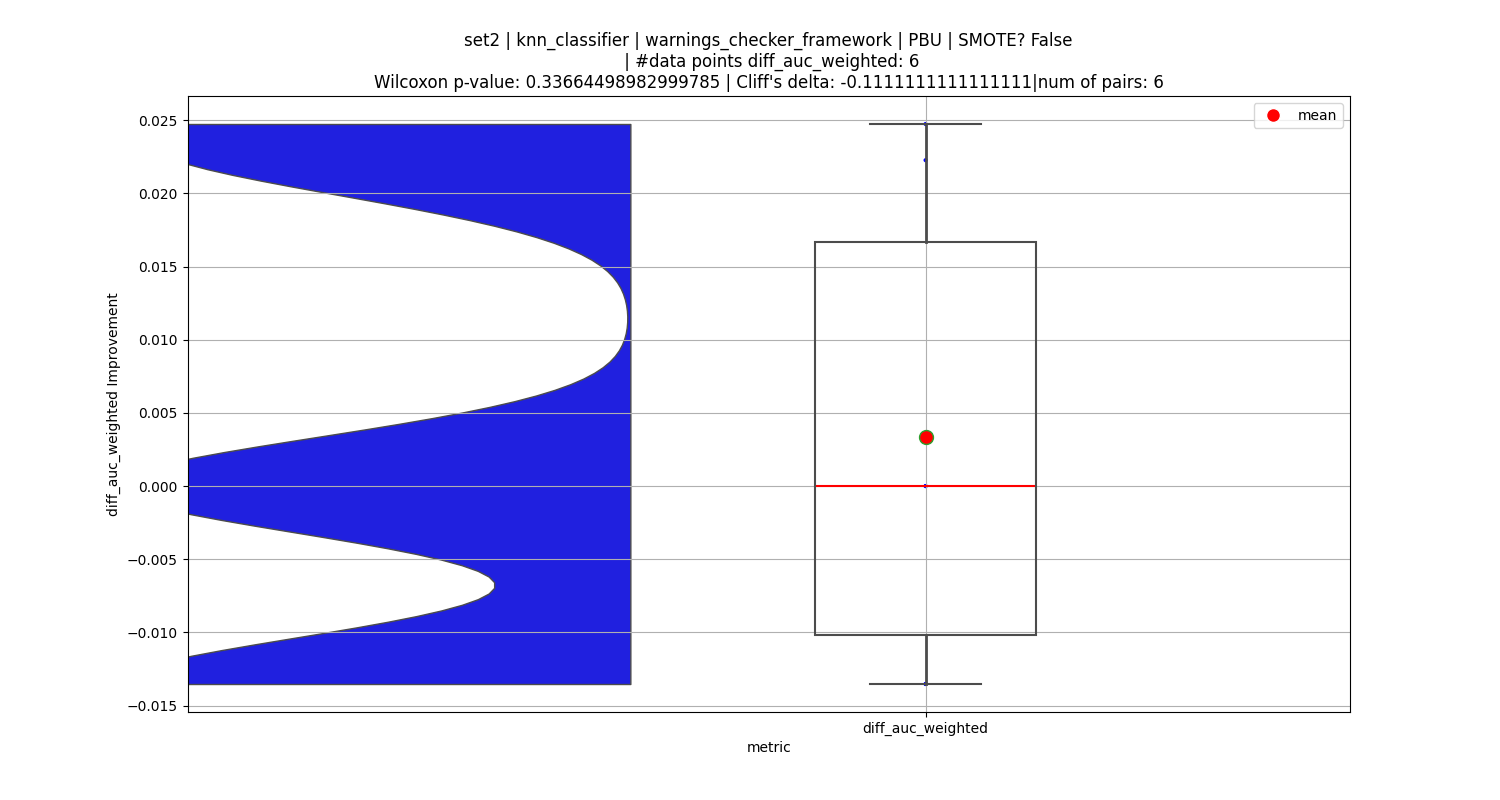 set2 | knn_classifier | warnings_checker_framework | PBU | SMOTE? False
| #data points diff_auc_weighted: 6
Wilcoxon p-value: 0.33664498982999785 | Cliff's delta: -0.1111111111111111|num of pairs: 6
mean
0.025
0.020
0.015
0.010
0.005
0.000
−0.005
−0.010
−0.015
diff_auc_weighted Improvement
diff_auc_weighted
metric